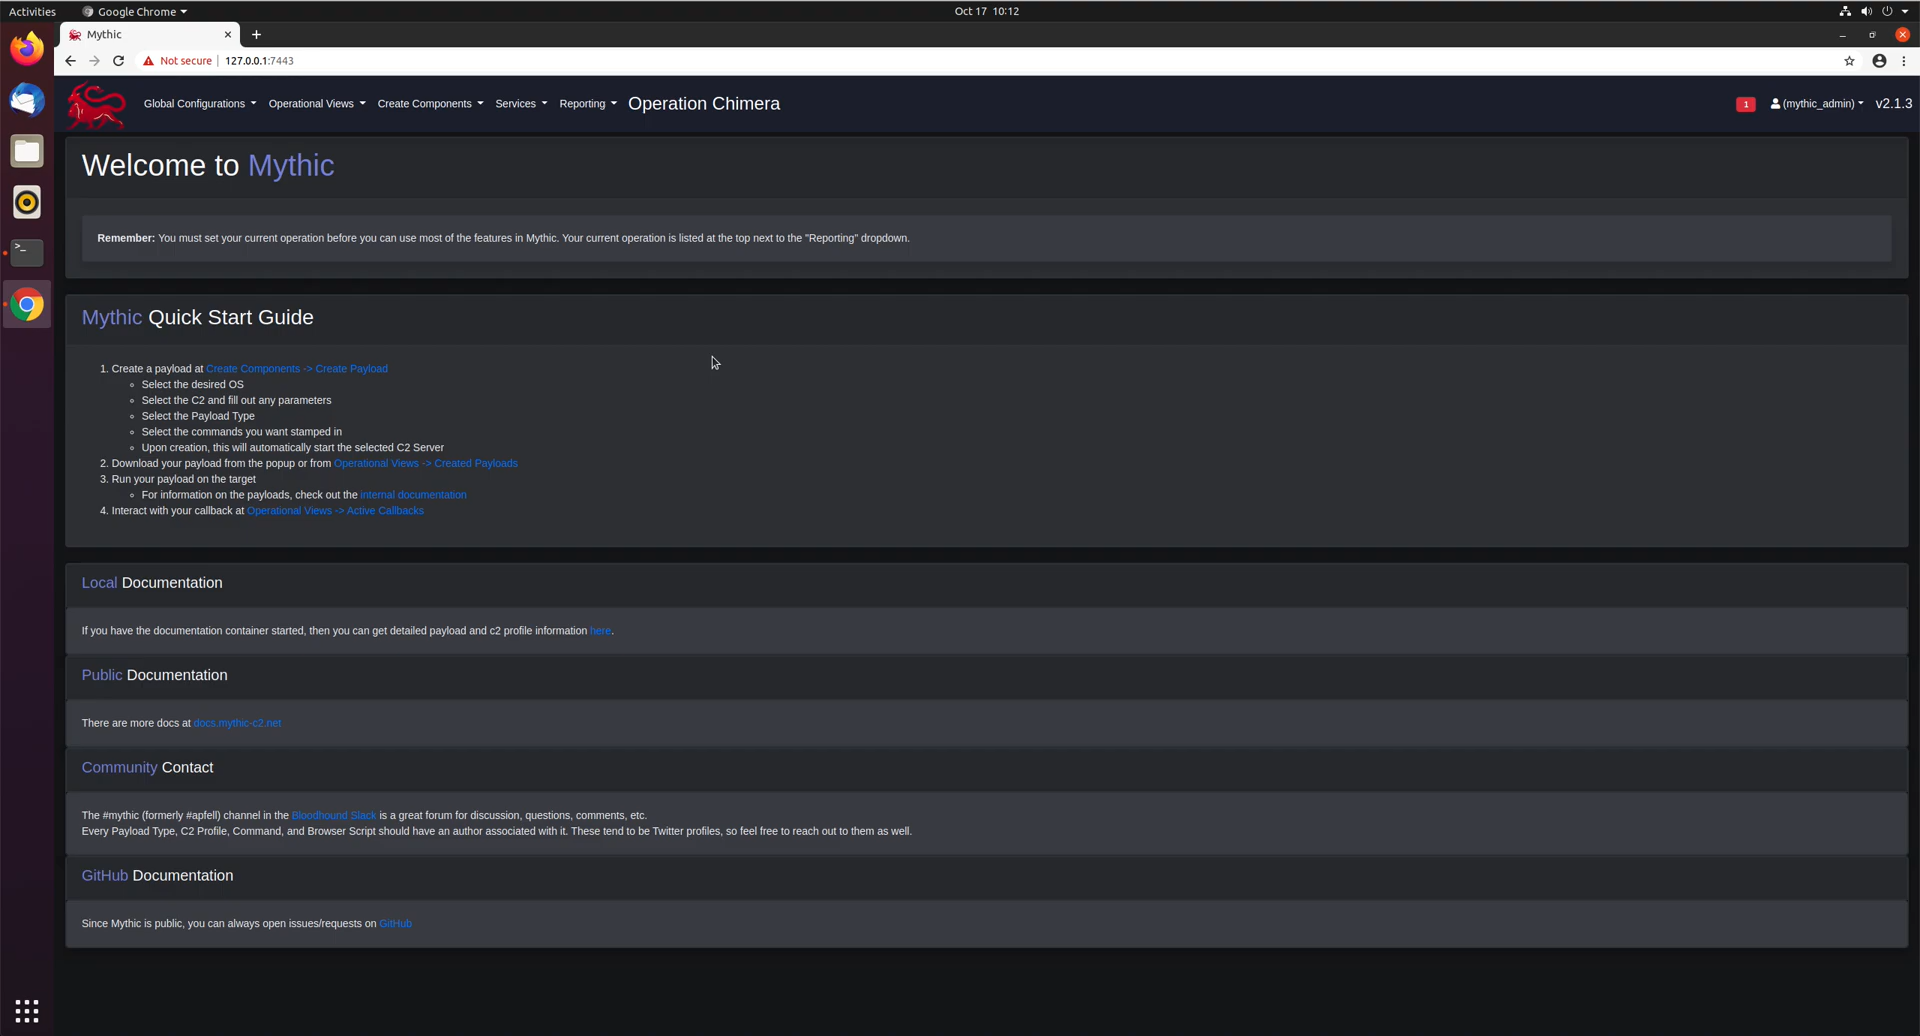 Activities Google Chrome Oct 17 10:12
Mythic
Not secure 127.0.0.1:7443
Global Configurations Operational Views Create Components Services Reporting Operation Chimera 1 (mythic_admin) v2.1.3
Welcome to Mythic
Remember: You must set your current operation before you can use most of the features in Mythic. Your current operation is listed at the top next to the "Reporting" dropdown.
Mythic Quick Start Guide
1. Create a payload at Create Components -> Create Payload
Select the desired OS
Select the C2 and fill out any parameters
Select the Payload Type
Select the commands you want stamped in
Upon creation, this will automatically start the selected C2 Server
2. Download your payload from the popup or from Operational Views -> Created Payloads
3. Run your payload on the target
For information on the payloads, check out the internal documentation
4. Interact with your callback at Operational Views -> Active Callbacks
Local Documentation
If you have the documentation container started, then you can get detailed payload and c2 profile information here.
Public Documentation
There are more docs at docs.mythic-c2.net
Community Contact
The #mythic (formerly #apfell) channel in the Bloodhound Slack is a great forum for discussion, questions, comments, etc.
Every Payload Type, C2 Profile, Command, and Browser Script should have an author associated with it. These tend to be Twitter profiles, so feel free to reach out to them as well.
GitHub Documentation
Since Mythic is public, you can always open issues/requests on GitHub